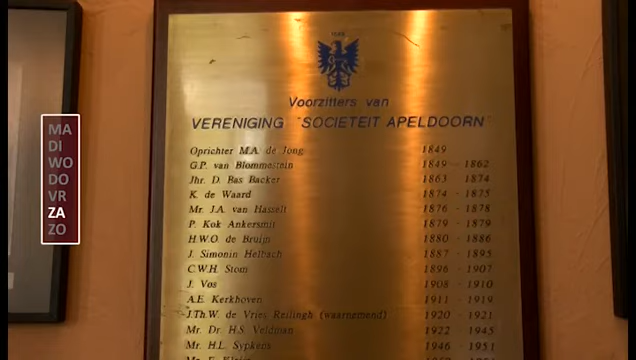 MA
DI
WO
DO
VR
ZA
ZO
1849
Voorzitters van
VERENIGING "SOCIETEIT APELDOORN"
Oprichter M.A. de Jong 1849
G.P. van Blommestein 1849 - 1862
Jhr. D. Bas Backer 1863 - 1874
K. de Waard 1874 - 1875
Mr. J.A. van Hasselt 1876 - 1878
P. Kok Ankersmit 1879 - 1879
H.W.O. de Bruijn 1880 - 1886
J. Simonin Helbach 1887 - 1895
C.W.H. Stom 1896 - 1907
J. Vos 1908 - 1910
A.E. Kerkhoven 1911 - 1919
J.Th.W. de Vries Reilingh (waarnemend) 1920 - 1921
Mr. Dr. H.S. Veldman 1922 - 1945
Mr. H.L. Sypkens 1946 - 1951